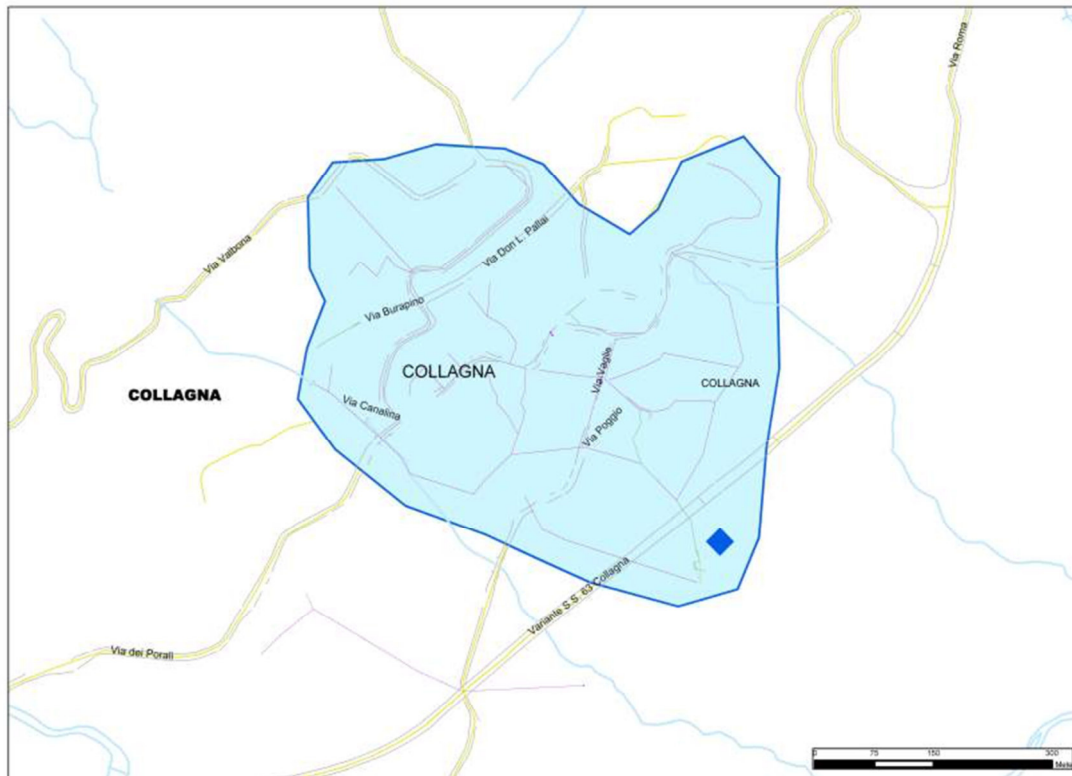 Via Roma
Via Valbona
Via Don L. Pallai
Via Burapino
COLLAGNA
Via Vaglie
COLLAGNA
COLLAGNA
Via Canalina
Via Poggio
Variante S.S. 63 Collagna
Via dei Porali
0 75 150 300